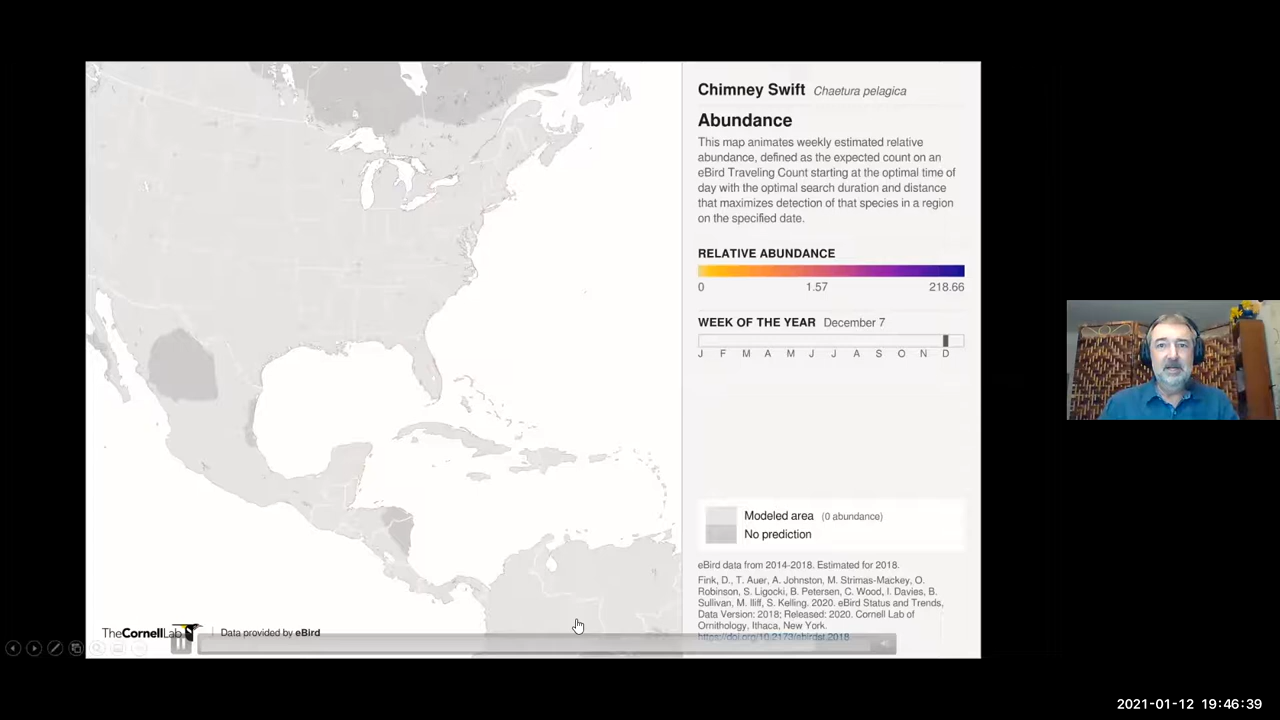 Chimney Swift Chaetura pelagica
Abundance
This map animates weekly estimated relative
abundance, defined as the expected count on an
eBird Traveling Count starting at the optimal time of
day with the optimal search duration and distance
that maximizes detection of that species in a region
on the specified date.
RELATIVE ABUNDANCE
0 1.57 218.66
WEEK OF THE YEAR December 7
J F M A M J J A S O N D
Modeled area (0 abundance)
No prediction
eBird data from 2014-2018. Estimated for 2018.
Fink, D., T. Auer, A. Johnston, M. Strimas-Mackey, O.
Robinson, S. Ligocki, B. Petersen, C. Wood, I. Davies, B.
Sullivan, M. Iliff, S. Kelling. 2020. eBird Status and Trends,
Data Version: 2018; Released: 2020. Cornell Lab of
Ornithology, Ithaca, New York.
https://doi.org/10.2173/ebirdst.2018
TheCornellLab Data provided by eBird
2021-01-12 19:46:39